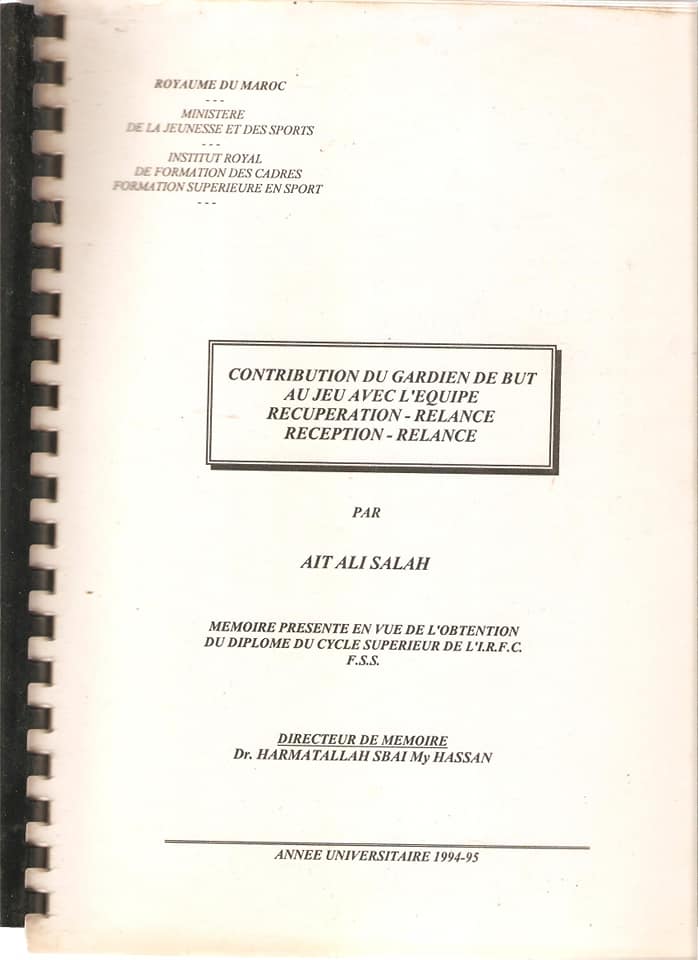 ROYAUME DU MAROC
- - -
MINISTERE
DE LA JEUNESSE ET DES SPORTS
- - -
INSTITUT ROYAL
DE FORMATION DES CADRES
FORMATION SUPERIEURE EN SPORT
- - -
CONTRIBUTION DU GARDIEN DE BUT
AU JEU AVEC L'EQUIPE
RECUPERATION - RELANCE
RECEPTION - RELANCE
PAR
AIT ALI SALAH
MEMOIRE PRESENTE EN VUE DE L'OBTENTION
DU DIPLOME DU CYCLE SUPERIEUR DE L'I.R.F.C.
F.S.S.
DIRECTEUR DE MEMOIRE
Dr. HARMATALLAH SBAI My HASSAN
ANNEE UNIVERSITAIRE 1994-95